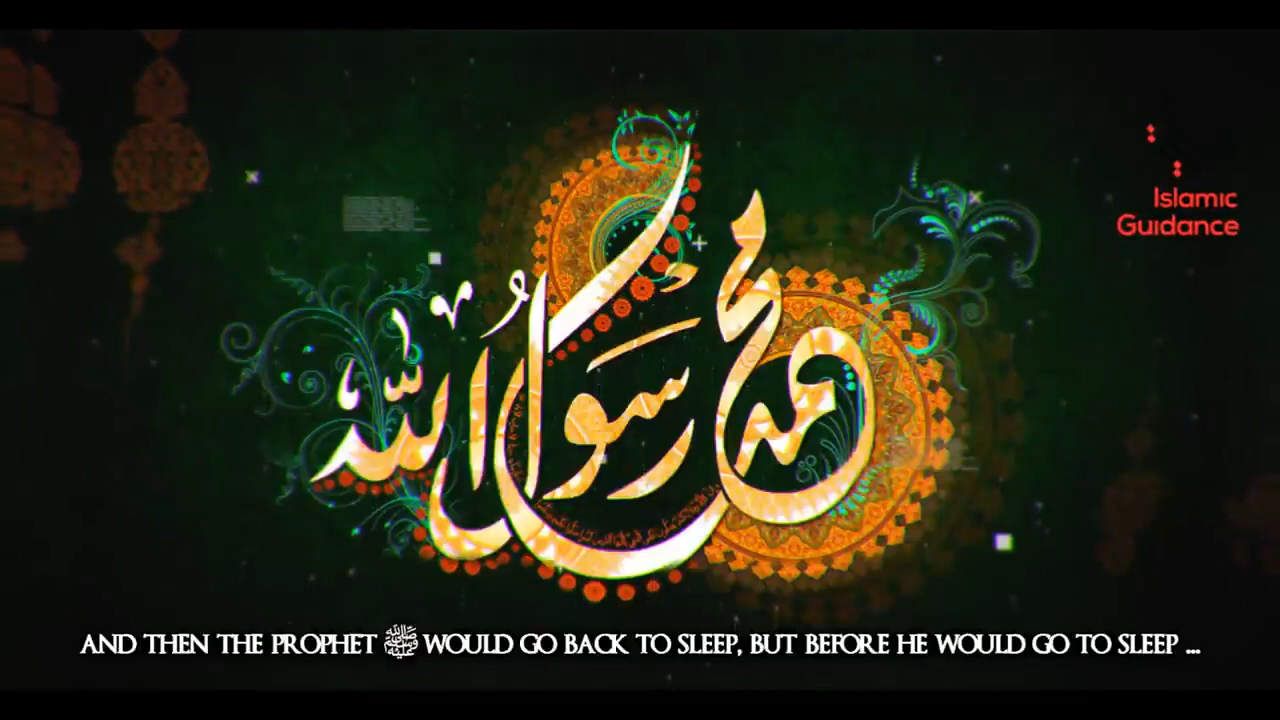 Islamic
Guidance
محمد رسول الله
AND THEN THE PROPHET ﷺ WOULD GO BACK TO SLEEP, BUT BEFORE HE WOULD GO TO SLEEP ...